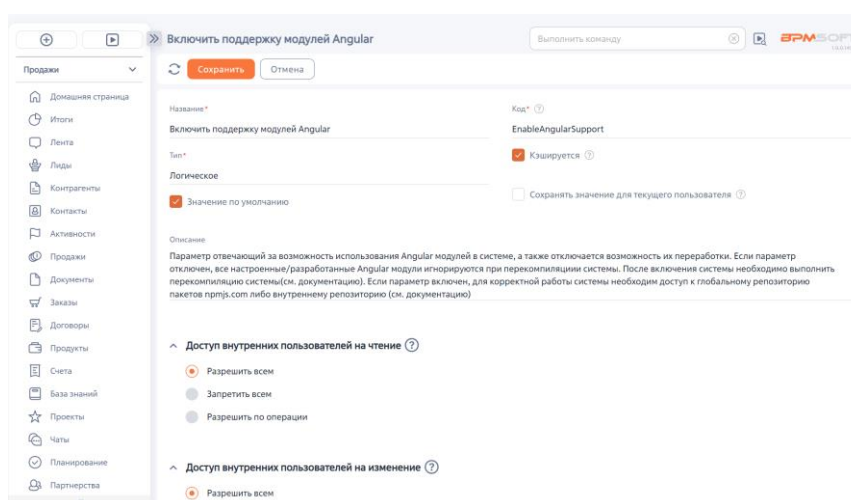 Включить поддержку модулей Angular
Выполнить команду
BPMSOFT
Продажи
Сохранить
Отмена
Домашняя страница
Итоги
Лента
Лиды
Контрагенты
Контакты
Активности
Продажи
Документы
Заказы
Договоры
Продукты
Счета
База знаний
Проекты
Чаты
Планирование
Партнерства
Название*
Включить поддержку модулей Angular
Код* ?
EnableAngularSupport
Тип*
Логическое
Кэшируется ?
Значение по умолчанию
Сохранять значение для текущего пользователя ?
Описание
Параметр отвечающий за возможность использования Angular модулей в системе, а также отключается возможность их переработки. Если параметр
отключен, все настроенные/разработанные Angular модули игнорируются при перекомпиляциии системы. После включения системы необходимо выполнить
перекомпиляцию системы(см. документацию). Если параметр включен, для корректной работы системы необходим доступ к глобальному репозиторию
пакетов npmjs.com либо внутреннему репозиторию (см. документацию)
Доступ внутренних пользователей на чтение ?
Разрешить всем
Запретить всем
Разрешить по операции
Доступ внутренних пользователей на изменение ?
Разрешить всем